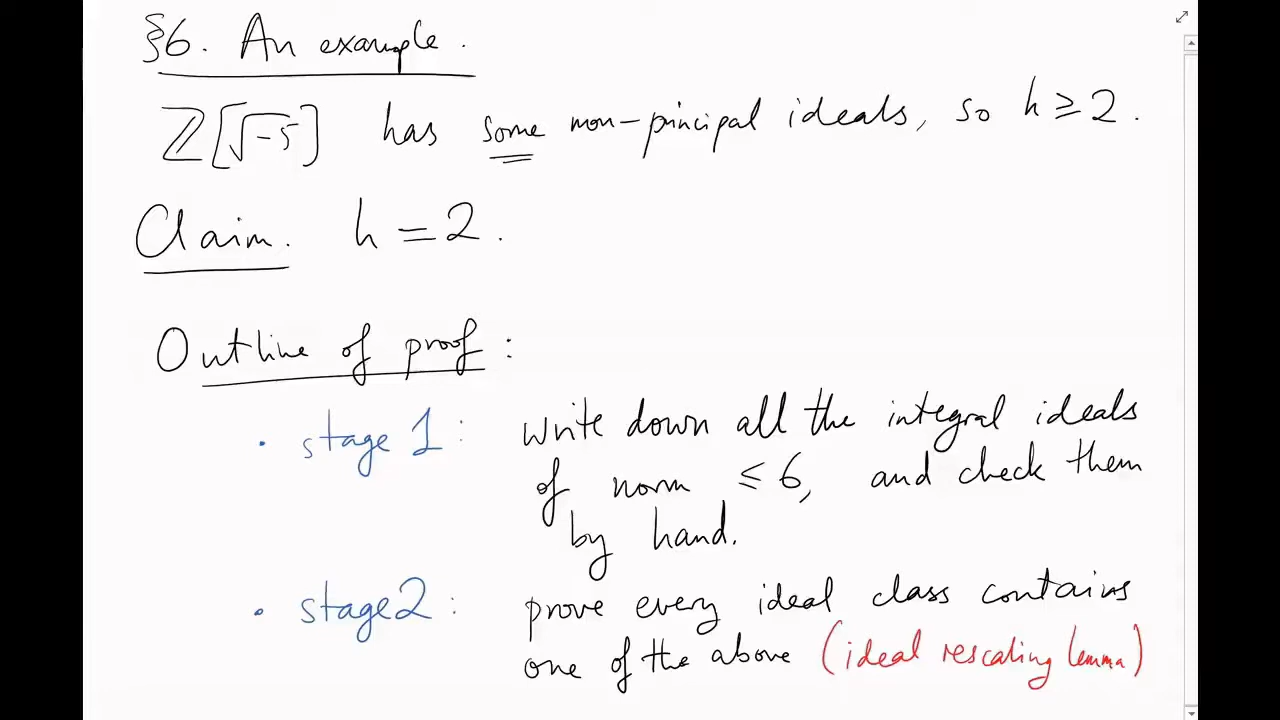 §6. An example.
ℤ[√-5] has some non-principal ideals, so h ≥ 2.
Claim. h = 2.
Outline of proof:
• stage 1: write down all the integral ideals
of norm ≤ 6, and check them
by hand.
• stage 2: prove every ideal class contains
one of the above (ideal rescaling lemma)